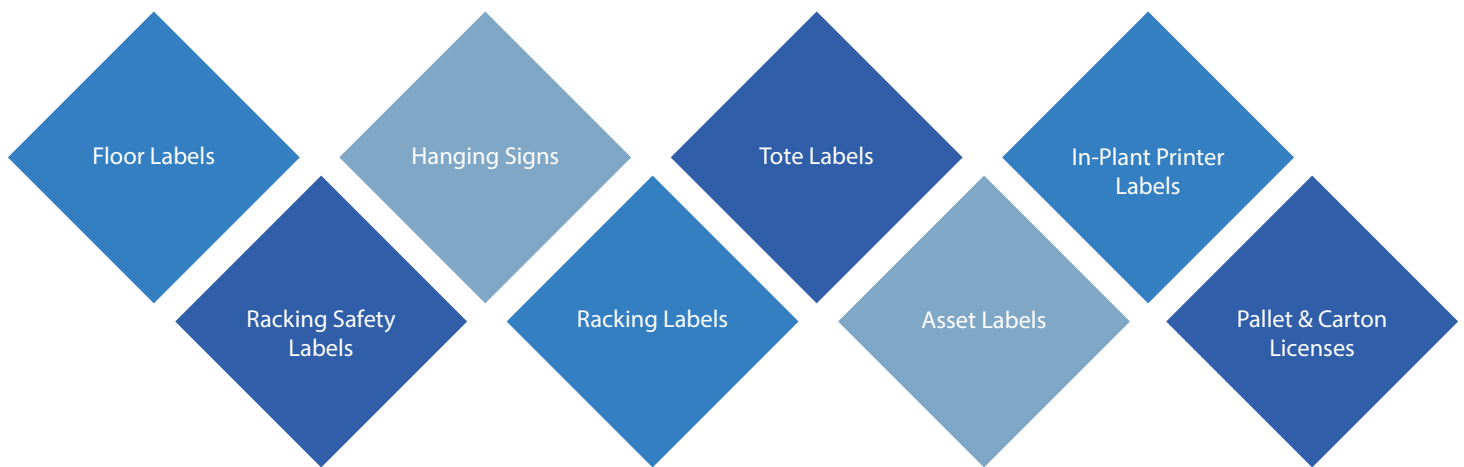 Floor Labels
Hanging Signs
Tote Labels
In-Plant Printer
Labels
Racking Safety
Labels
Racking Labels
Asset Labels
Pallet & Carton
Licenses